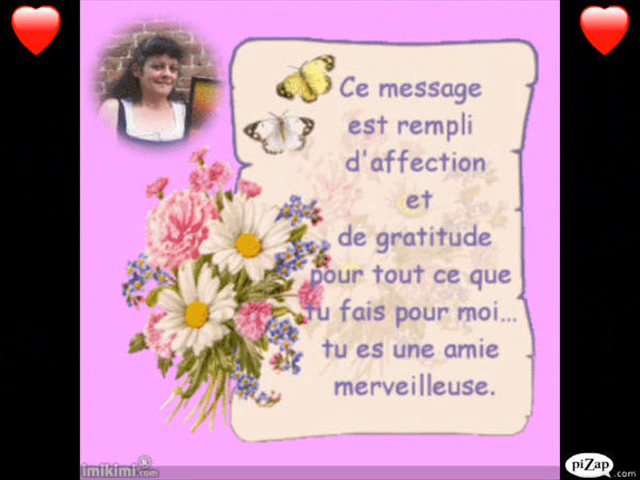 Ce message
est rempli
d'affection
et
de gratitude
pour tout ce que
tu fais pour moi...
tu es une amie
merveilleuse.
imikimi.com
piZap
.com